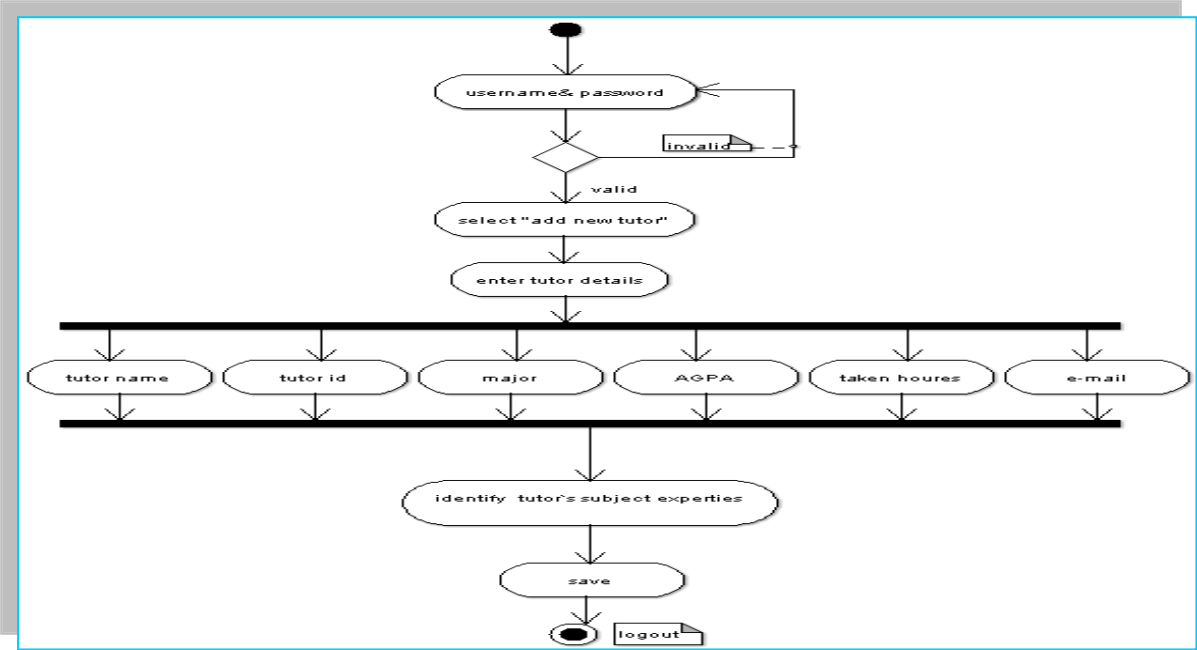 username& password
invalid
valid
select "add new tutor"
enter tutor details
tutor name
tutor id
major
AGPA
taken houres
e-mail
identify tutor`s subject experties
save
logout